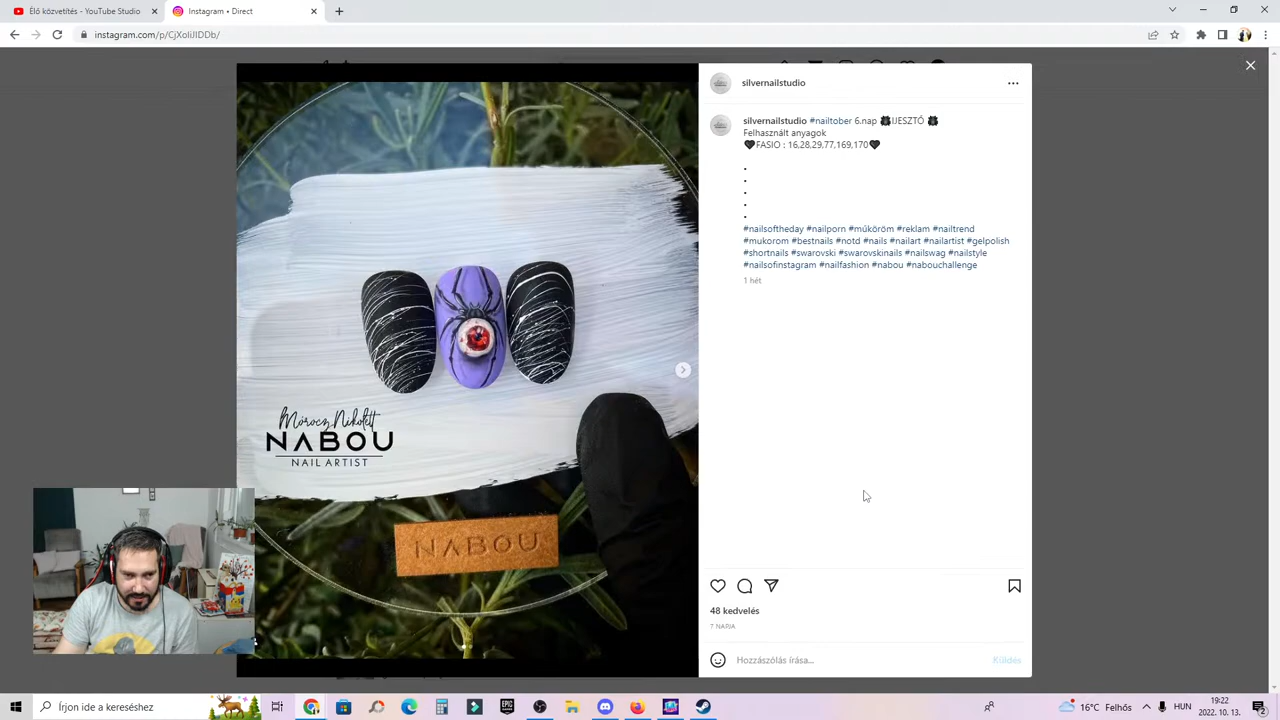 Élő közvetítés - YouTube Studio
Instagram • Direct
instagram.com/p/CjXoliJIDDb/
silvernailstudio
silvernailstudio #nailtober 6.nap IJESZTŐ
Felhasznált anyagok
🖤FASIO : 16,28,29,77,169,170🖤
•
•
•
•
•
#nailsoftheday #nailporn #műköröm #reklam #nailtrend
#mukorom #bestnails #notd #nails #nailart #nailartist #gelpolish
#shortnails #swarovski #swarovskinails #nailswag #nailstyle
#nailsofinstagram #nailfashion #nabou #nabouchallenge
1 hét
Mórocz Nikolett
NABOU
NAIL ARTIST
NABOU
48 kedvelés
7 NAPJA
Hozzászólás írása...
Küldés
Írjon ide a kereséshez
16°C Felhős
HUN
19:22
2022. 10. 13.
2